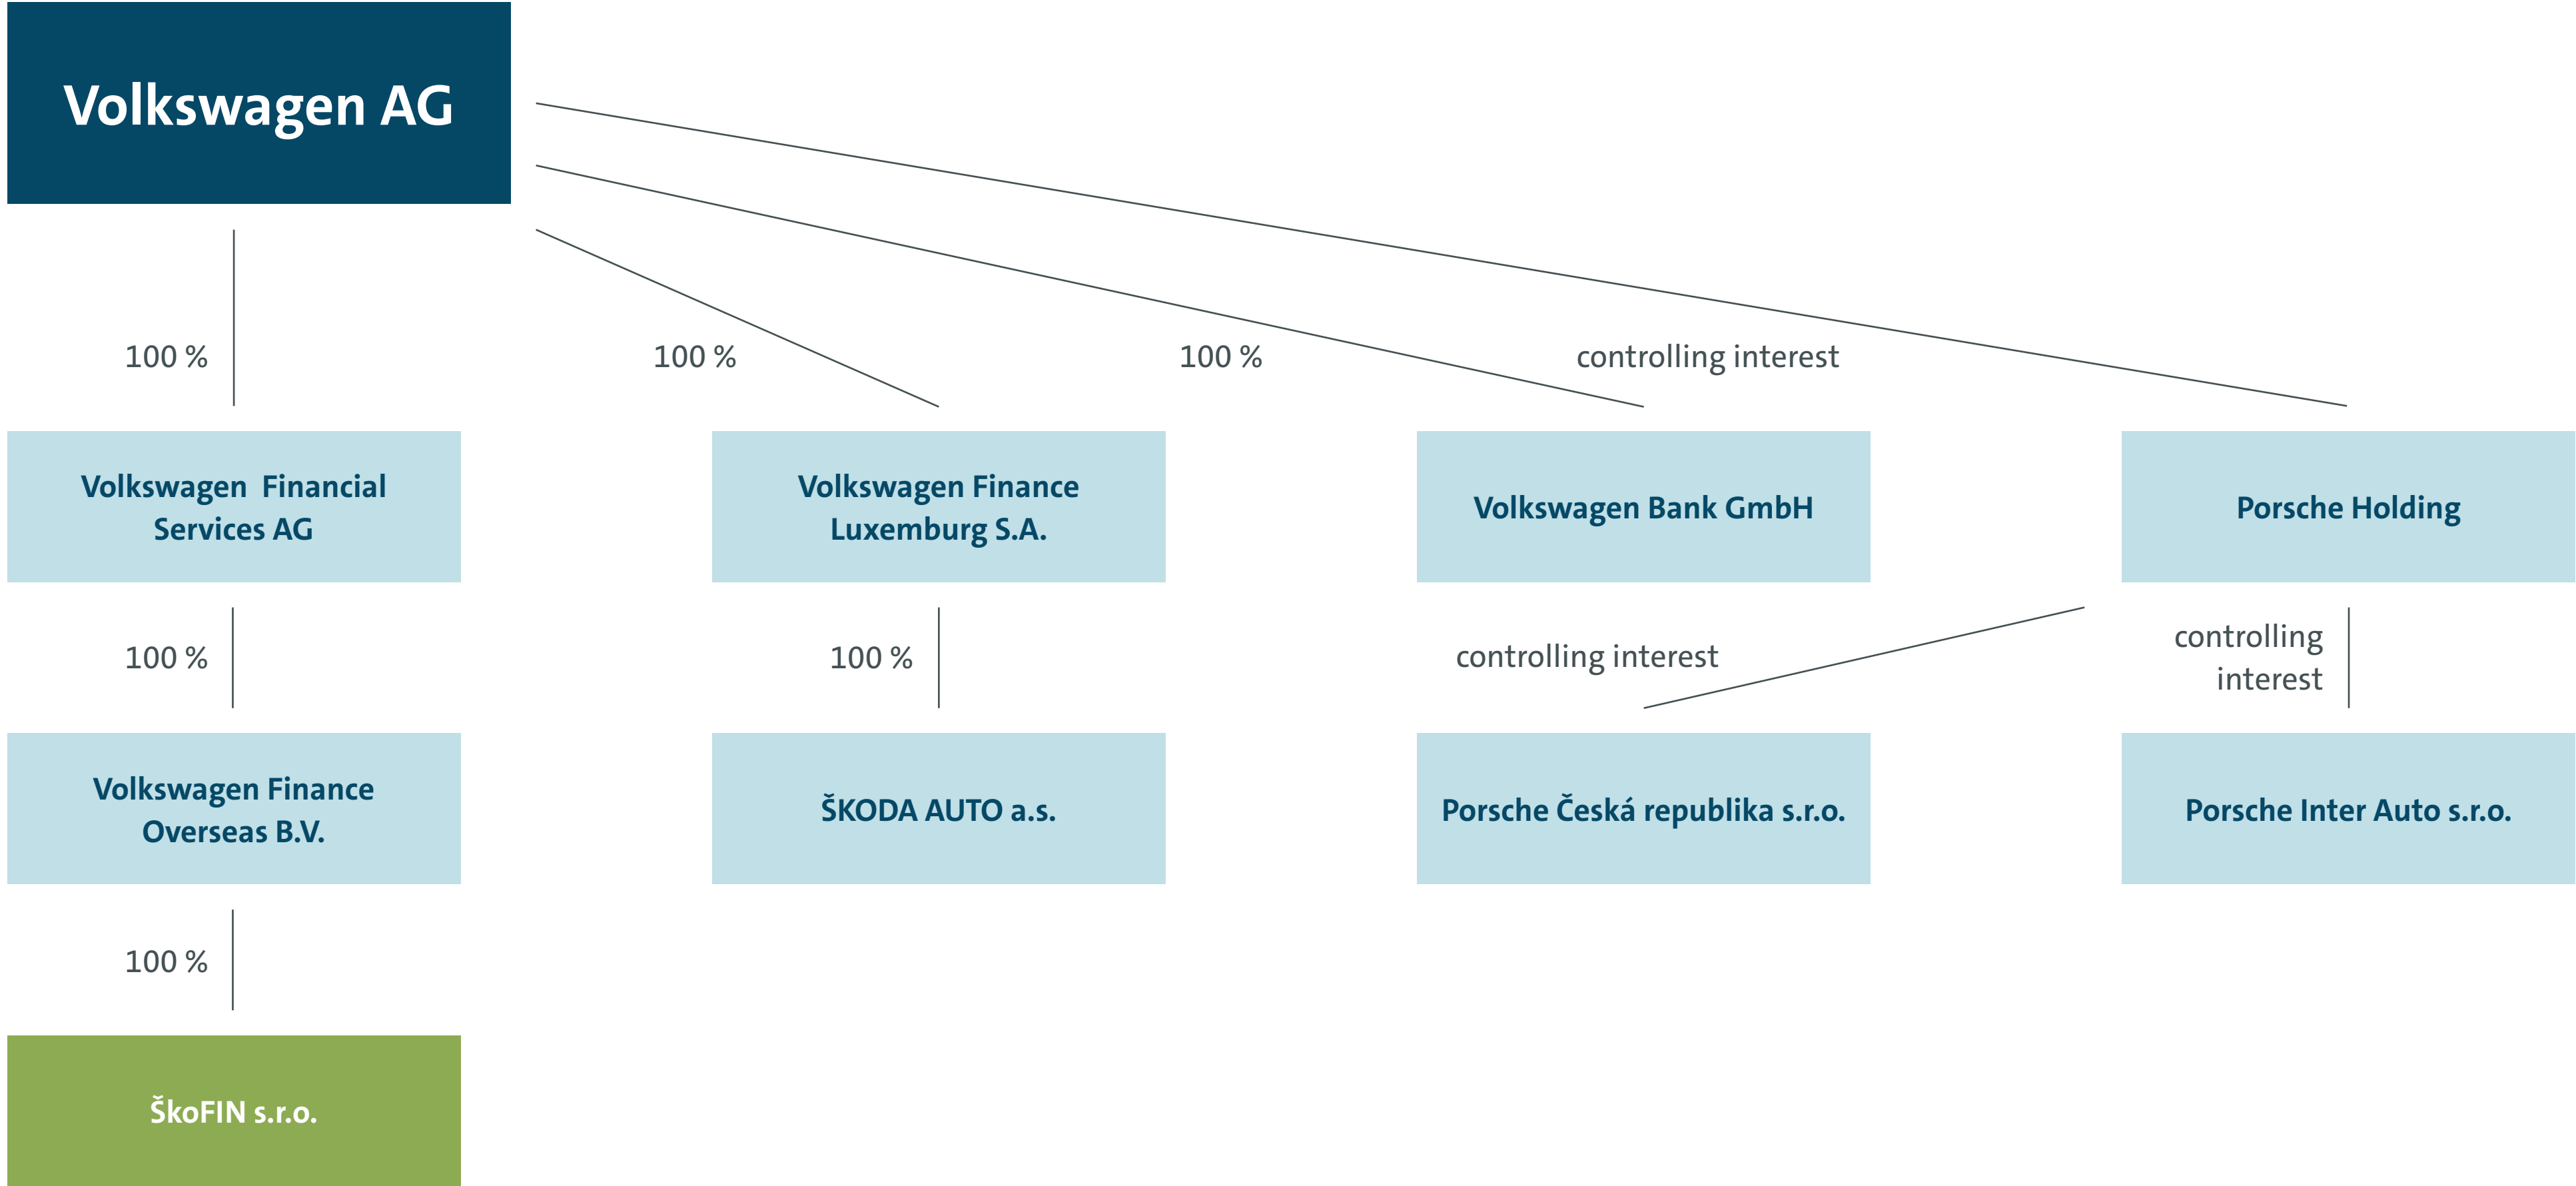 Volkswagen AG
100 %
100 %
100 %
controlling interest
Volkswagen Financial
Services AG
Volkswagen Finance
Luxemburg S.A.
Volkswagen Bank GmbH
Porsche Holding
100 %
100 %
controlling interest
controlling
interest
Volkswagen Finance
Overseas B.V.
ŠKODA AUTO a.s.
Porsche Česká republika s.r.o.
Porsche Inter Auto s.r.o.
100 %
ŠkoFIN s.r.o.